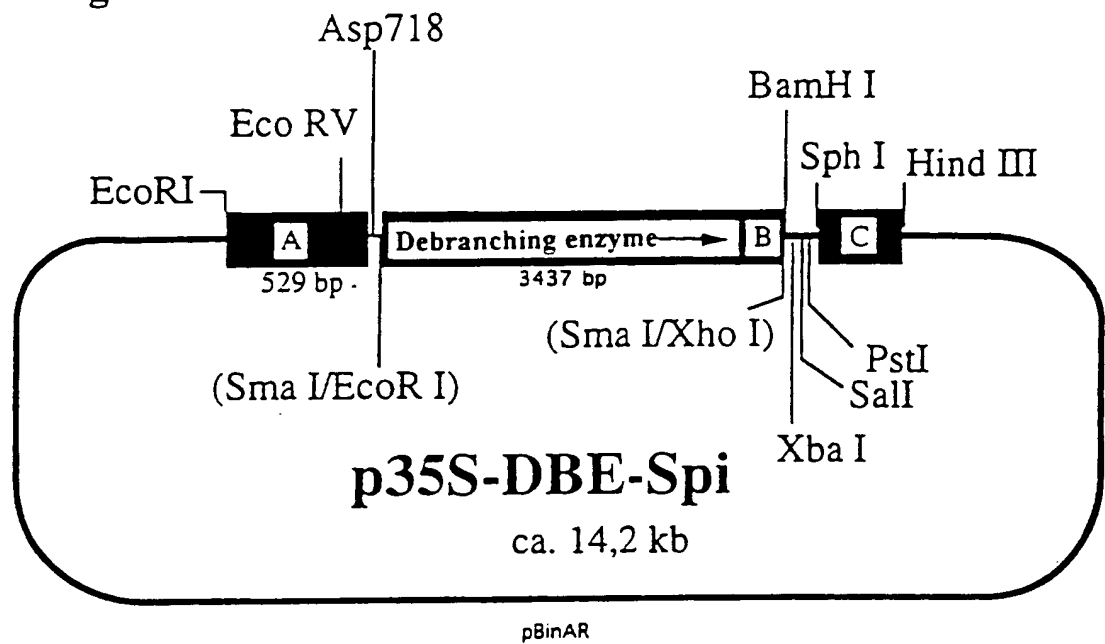 g
Asp718
BamH I
Eco RV
Sph I
Hind III
EcoRI
A
Debranching enzyme
B
C
529 bp
3437 bp
(Sma I/Xho I)
PstI
(Sma I/EcoR I)
SalI
Xba I
p35S-DBE-Spi
ca. 14,2 kb
pBinAR